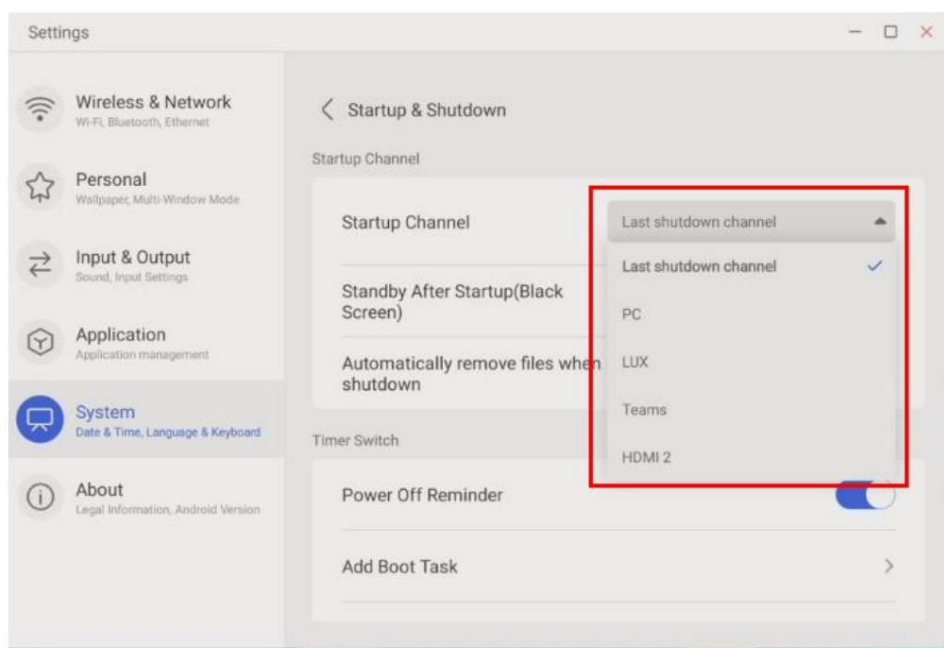 Settings
Wireless & Network
Wi-Fi, Bluetooth, Ethernet
Personal
Wallpaper, Multi-Window Mode
Input & Output
Sound, Input Settings
Application
Application management
System
Date & Time, Language & Keyboard
About
Legal Information, Android Version
Startup & Shutdown
Startup Channel
Startup Channel
Last shutdown channel
Last shutdown channel
PC
LUX
Teams
HDMI 2
Standby After Startup(Black
Screen)
Automatically remove files when
shutdown
Timer Switch
Power Off Reminder
Add Boot Task